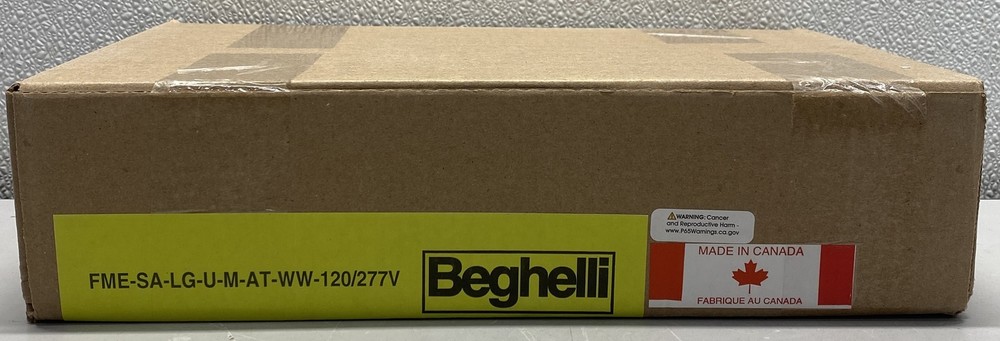 FME-SA-LG-U-M-AT-WW-120/277V
Beghelli
⚠WARNING: Cancer
and Reproductive Harm -
www.P65Warnings.ca.gov
MADE IN CANADA
FABRIQUE AU CANADA